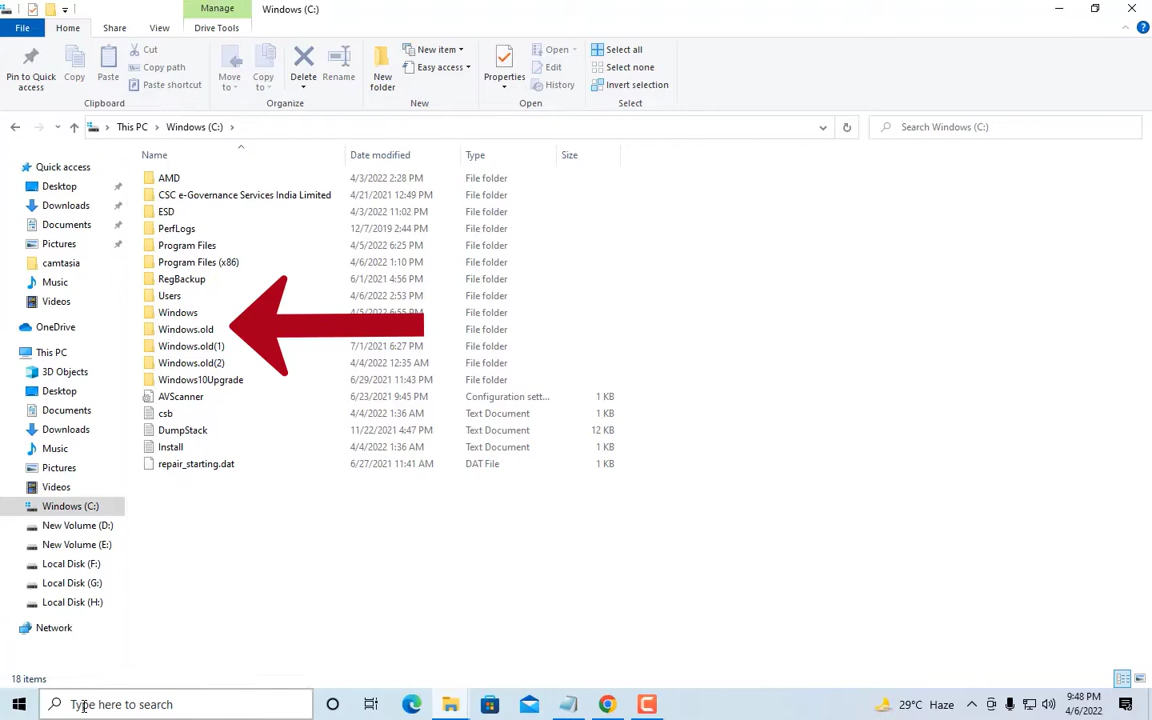 Manage
Windows (C:)
File
Home
Share
View
Drive Tools
Pin to Quick access
Copy
Paste
Cut
Copy path
Paste shortcut
Clipboard
Move to
Copy to
Delete
Rename
Organize
New folder
New item
Easy access
New
Properties
Open
Edit
History
Open
Select all
Select none
Invert selection
Select
This PC > Windows (C:) >
Search Windows (C:)
Name Date modified Type Size
Quick access
Desktop
Downloads
Documents
Pictures
camtasia
Music
Videos
OneDrive
This PC
3D Objects
Desktop
Documents
Downloads
Music
Pictures
Videos
Windows (C:)
New Volume (D:)
New Volume (E:)
Local Disk (F:)
Local Disk (G:)
Local Disk (H:)
Network
AMD 4/3/2022 2:28 PM File folder
CSC e-Governance Services India Limited 4/21/2021 12:49 PM File folder
ESD 4/3/2022 11:02 PM File folder
PerfLogs 12/7/2019 2:44 PM File folder
Program Files 4/5/2022 6:25 PM File folder
Program Files (x86) 4/6/2022 1:10 PM File folder
RegBackup 6/1/2021 4:56 PM File folder
Users 4/6/2022 2:53 PM File folder
Windows 4/5/2022 6:55 PM File folder
Windows.old File folder
Windows.old(1) 7/1/2021 6:27 PM File folder
Windows.old(2) 4/4/2022 12:35 AM File folder
Windows10Upgrade 6/29/2021 11:43 PM File folder
AVScanner 6/23/2021 9:45 PM Configuration sett... 1 KB
csb 4/4/2022 1:36 AM Text Document 1 KB
DumpStack 11/22/2021 4:47 PM Text Document 12 KB
Install 4/4/2022 1:36 AM Text Document 1 KB
repair_starting.dat 6/27/2021 11:41 AM DAT File 1 KB
18 items
Type here to search
29°C Haze
9:48 PM
4/6/2022